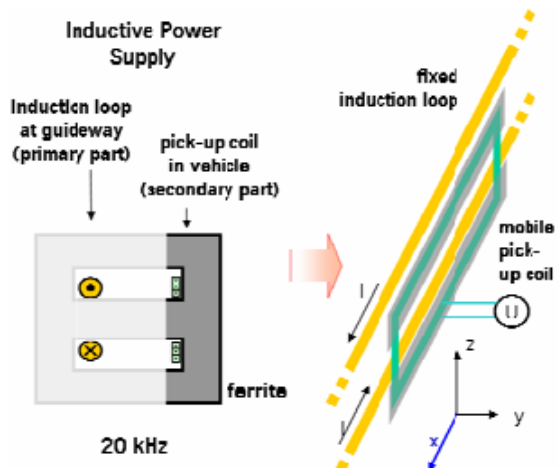 Inductive Power
Supply
Induction loop
at guideway
(primary part)
pick-up coil
in vehicle
(secondary part)
ferrite
20 kHz
fixed
induction loop
mobile
pick-
up coil
I
I
U
z
y
x